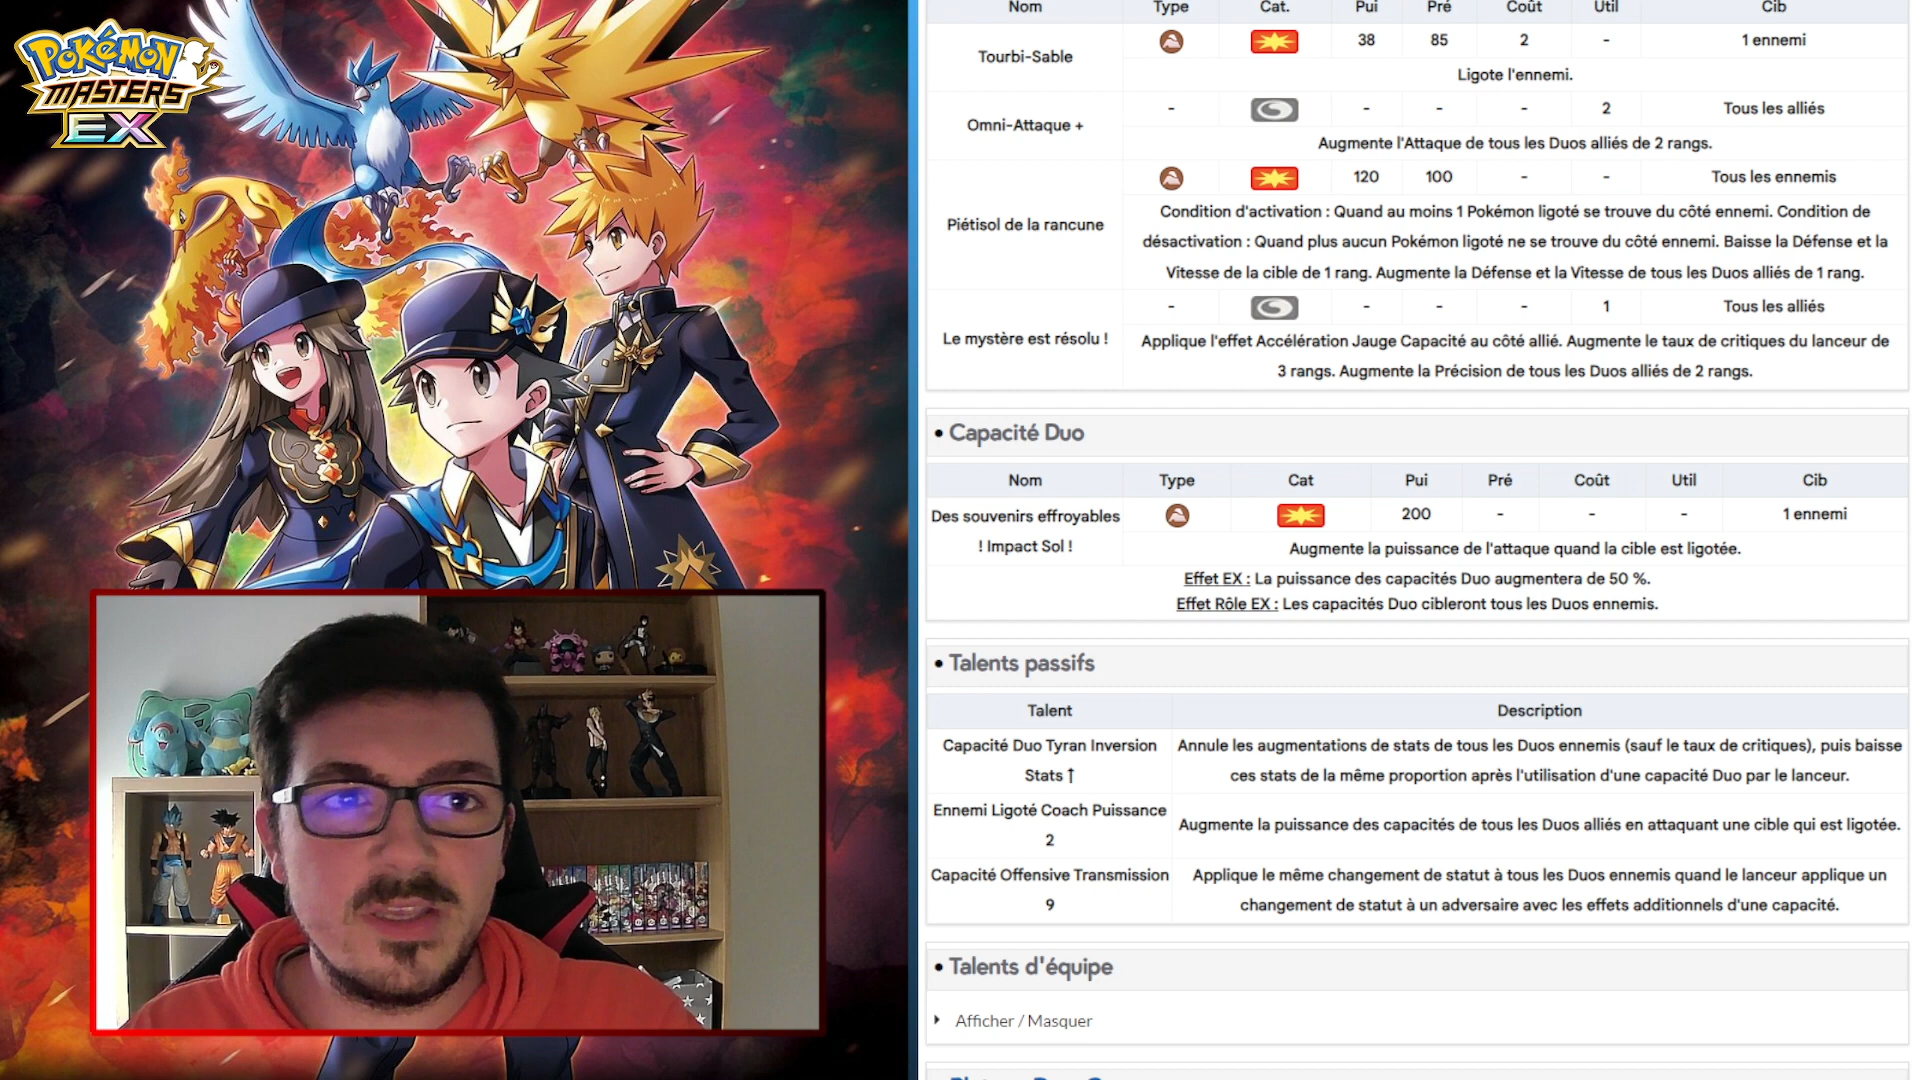 POKéMON
MASTERS
EX
Nom Type Cat. Pui Pré Coût Util Cib
Tourbi-Sable 38 85 2 - 1 ennemi
Ligote l'ennemi.
Omni-Attaque + - - - - 2 Tous les alliés
Augmente l'Attaque de tous les Duos alliés de 2 rangs.
Piétisol de la rancune 120 100 - - Tous les ennemis
Condition d'activation : Quand au moins 1 Pokémon ligoté se trouve du côté ennemi. Condition de
désactivation : Quand plus aucun Pokémon ligoté ne se trouve du côté ennemi. Baisse la Défense et la
Vitesse de la cible de 1 rang. Augmente la Défense et la Vitesse de tous les Duos alliés de 1 rang.
Le mystère est résolu ! - - - - 1 Tous les alliés
Applique l'effet Accélération Jauge Capacité au côté allié. Augmente le taux de critiques du lanceur de
3 rangs. Augmente la Précision de tous les Duos alliés de 2 rangs.
• Capacité Duo
Nom Type Cat Pui Pré Coût Util Cib
Des souvenirs effroyables
! Impact Sol ! 200 - - - 1 ennemi
Augmente la puissance de l'attaque quand la cible est ligotée.
Effet EX : La puissance des capacités Duo augmentera de 50 %.
Effet Rôle EX : Les capacités Duo cibleront tous les Duos ennemis.
• Talents passifs
Talent Description
Capacité Duo Tyran Inversion
Stats ↑
Annule les augmentations de stats de tous les Duos ennemis (sauf le taux de critiques), puis baisse
ces stats de la même proportion après l'utilisation d'une capacité Duo par le lanceur.
Ennemi Ligoté Coach Puissance
2
Augmente la puissance des capacités de tous les Duos alliés en attaquant une cible qui est ligotée.
Capacité Offensive Transmission
9
Applique le même changement de statut à tous les Duos ennemis quand le lanceur applique un
changement de statut à un adversaire avec les effets additionnels d'une capacité.
• Talents d'équipe
Afficher / Masquer